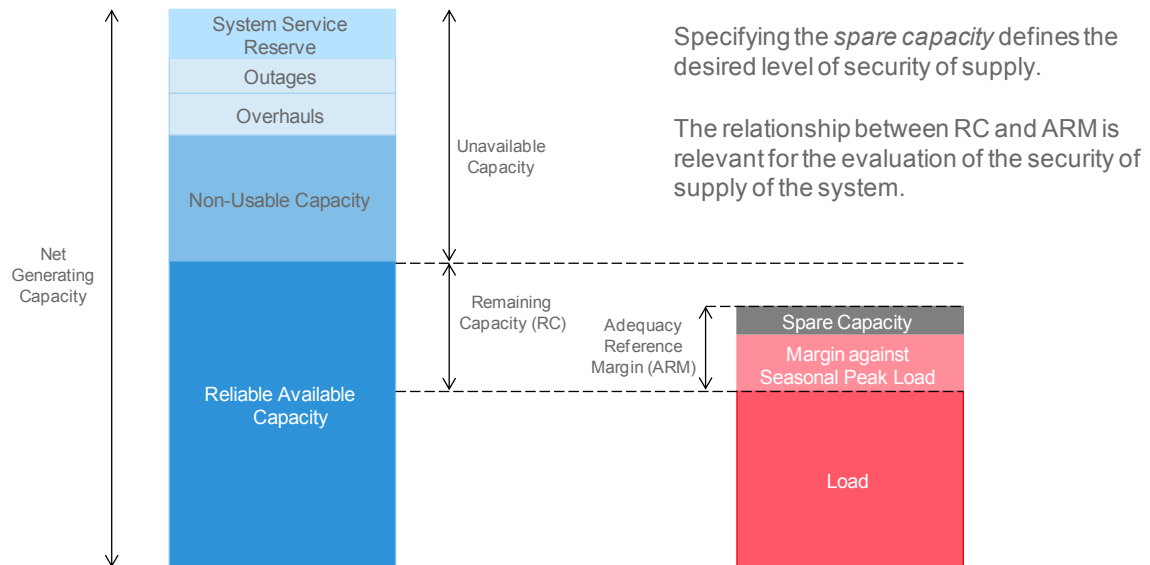 System Service
Reserve
Outages
Overhauls
Non-Usable Capacity
Reliable Available
Capacity
Net
Generating
Capacity
Unavailable
Capacity
Remaining
Capacity (RC)
Adequacy
Reference
Margin (ARM)
Spare Capacity
Margin against
Seasonal Peak Load
Load
Specifying the spare capacity defines the
desired level of security of supply.
The relationship between RC and ARM is
relevant for the evaluation of the security of
supply of the system.